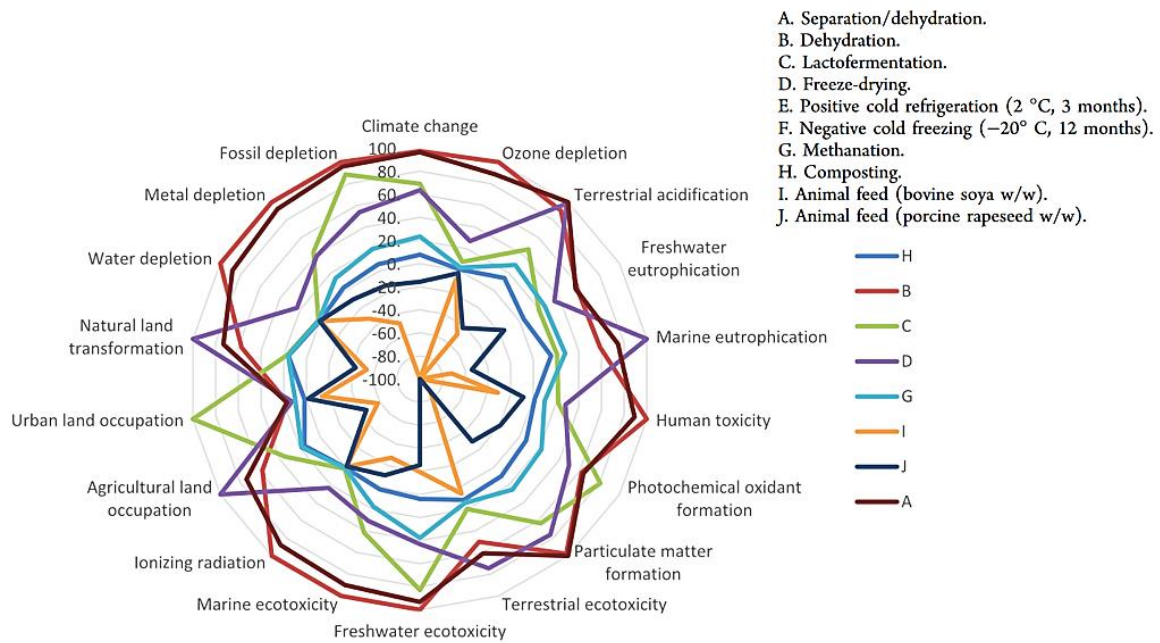 A. Separation/dehydration.
B. Dehydration.
C. Lactofermentation.
D. Freeze-drying.
E. Positive cold refrigeration (2 °C, 3 months).
F. Negative cold freezing (−20° C, 12 months).
G. Methanation.
H. Composting.
I. Animal feed (bovine soya w/w).
J. Animal feed (porcine rapeseed w/w).
Climate change
Ozone depletion
Terrestrial acidification
Freshwater
eutrophication
Marine eutrophication
Human toxicity
Photochemical oxidant
formation
Particulate matter
formation
Terrestrial ecotoxicity
Freshwater ecotoxicity
Marine ecotoxicity
Ionizing radiation
Agricultural land
occupation
Urban land occupation
Natural land
transformation
Water depletion
Metal depletion
Fossil depletion
100
80.
60.
40.
20.
0.
20.
-40.
-60.
-80.
-100.
H
B
C
D
G
I
J
A